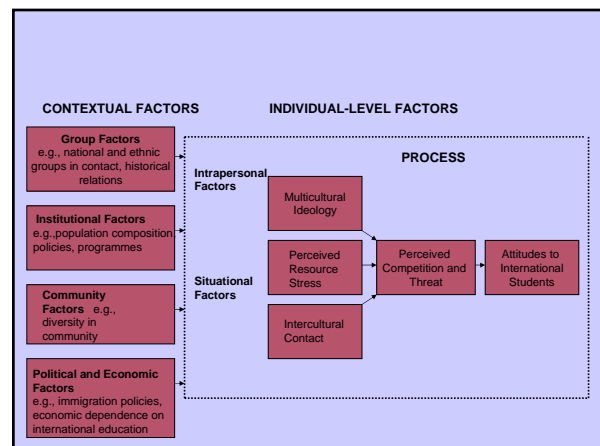 CONTEXTUAL FACTORS
INDIVIDUAL-LEVEL FACTORS
Group Factors
e.g., national and ethnic
groups in contact, historical
relations
Institutional Factors
e.g.,population composition,
policies, programmes
Community
Factors e.g.,
diversity in
community
Political and Economic
Factors
e.g., immigration policies,
economic dependence on
international education
PROCESS
Intrapersonal
Factors
Situational
Factors
Multicultural
Ideology
Perceived
Resource
Stress
Intercultural
Contact
Perceived
Competition and
Threat
Attitudes to
International
Students